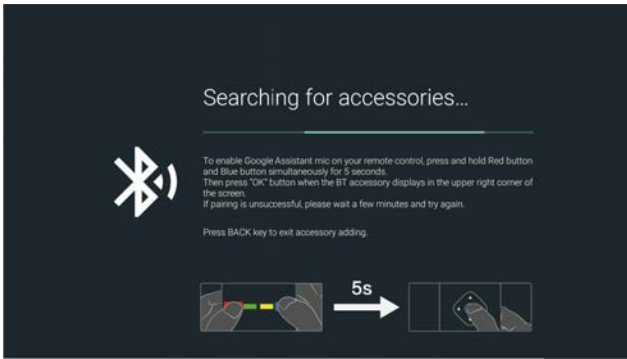 Searching for accessories...
To enable Google Assistant mic on your remote control, press and hold Red button
and Blue button simultaneously for 5 seconds.
Then press "OK" button when the BT accessory displays in the upper right corner of
the screen.
If pairing is unsuccessful, please wait a few minutes and try again.
Press BACK key to exit accessory adding.
5s